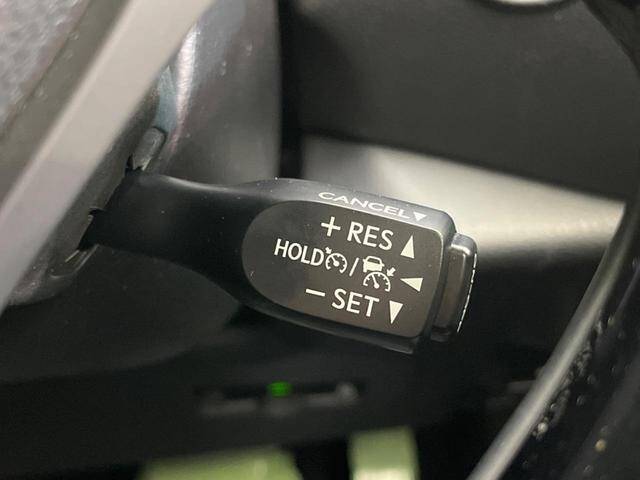 CANCEL▼
+ RES ▲
HOLD /
− SET ▼